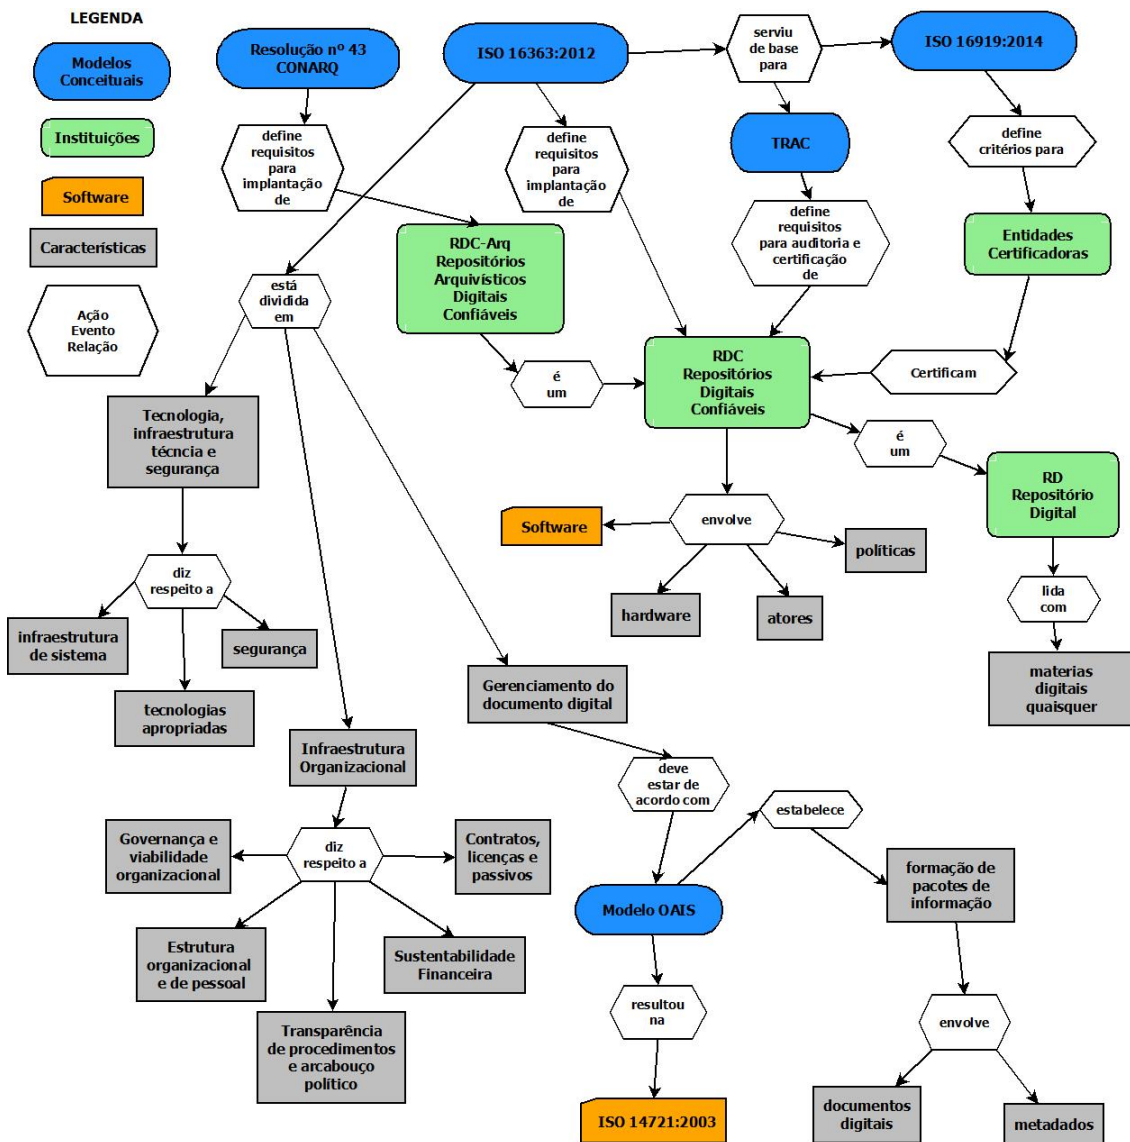 LEGENDA
Modelos
Conceituais
Instituições
Software
Características
Ação
Evento
Relação
Resolução nº 43
CONARQ
ISO 16363:2012
serviu
de base
para
ISO 16919:2014
define
requisitos
para
implantação
de
define
requisitos
para
implantação
de
TRAC
define
critérios para
RDC-Arq
Repositórios
Arquivísticos
Digitais
Confiáveis
define
requisitos
para auditoria e
certificação
de
Entidades
Certificadoras
está
dividida
em
é
um
RDC
Repositórios
Digitais
Confiáveis
Certificam
Tecnologia,
infraestrutura
técncia e
segurança
é
um
RD
Repositório
Digital
Software
envolve
políticas
hardware
atores
lida
com
materias
digitais
quaisquer
diz
respeito a
infraestrutura
de sistema
segurança
tecnologias
apropriadas
Gerenciamento do
documento digital
Infraestrutura
Organizacional
deve
estar de
acordo com
estabelece
Governança e
viabilidade
organizacional
diz
respeito a
Contratos,
licenças e
passivos
formação de
pacotes de
informação
Modelo OAIS
Estrutura
organizacional
e de pessoal
Sustentabilidade
Financeira
Transparência
de procedimentos
e arcabouço
político
resultou
na
envolve
ISO 14721:2003
documentos
digitais
metadados